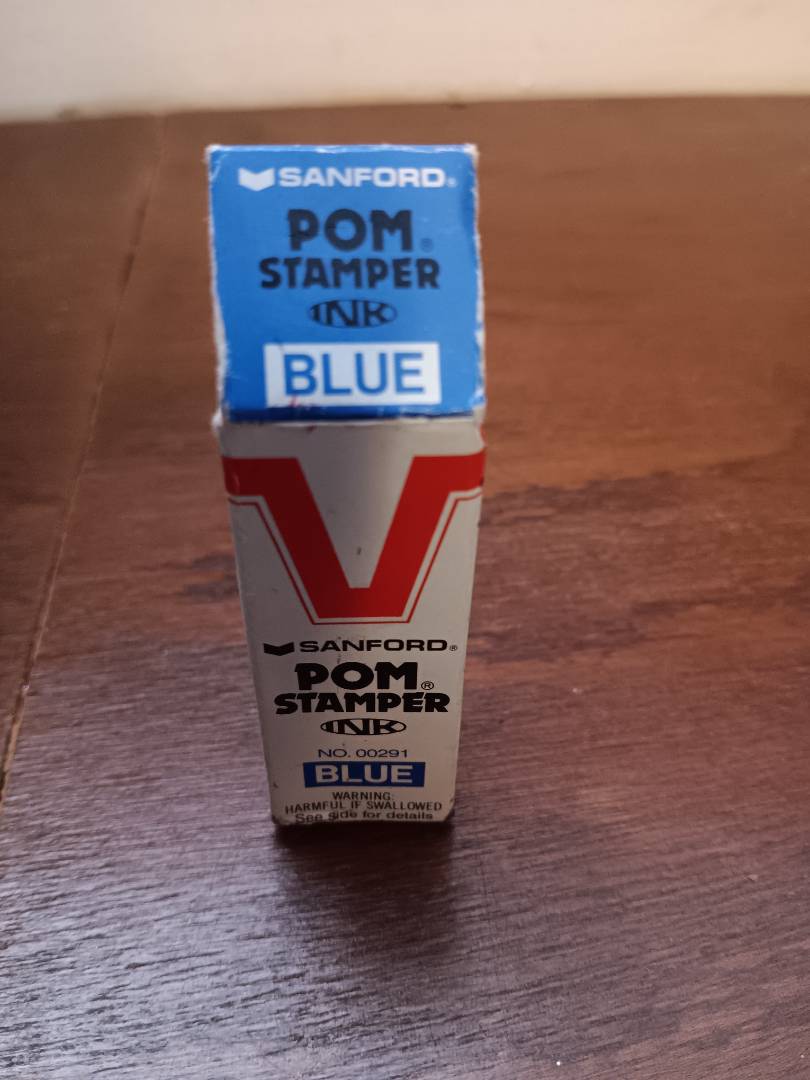 SANFORD®
POM®
STAMPER
INK
BLUE
SANFORD®
POM®
STAMPER
INK
NO. 00291
BLUE
WARNING:
HARMFUL IF SWALLOWED
See side for details